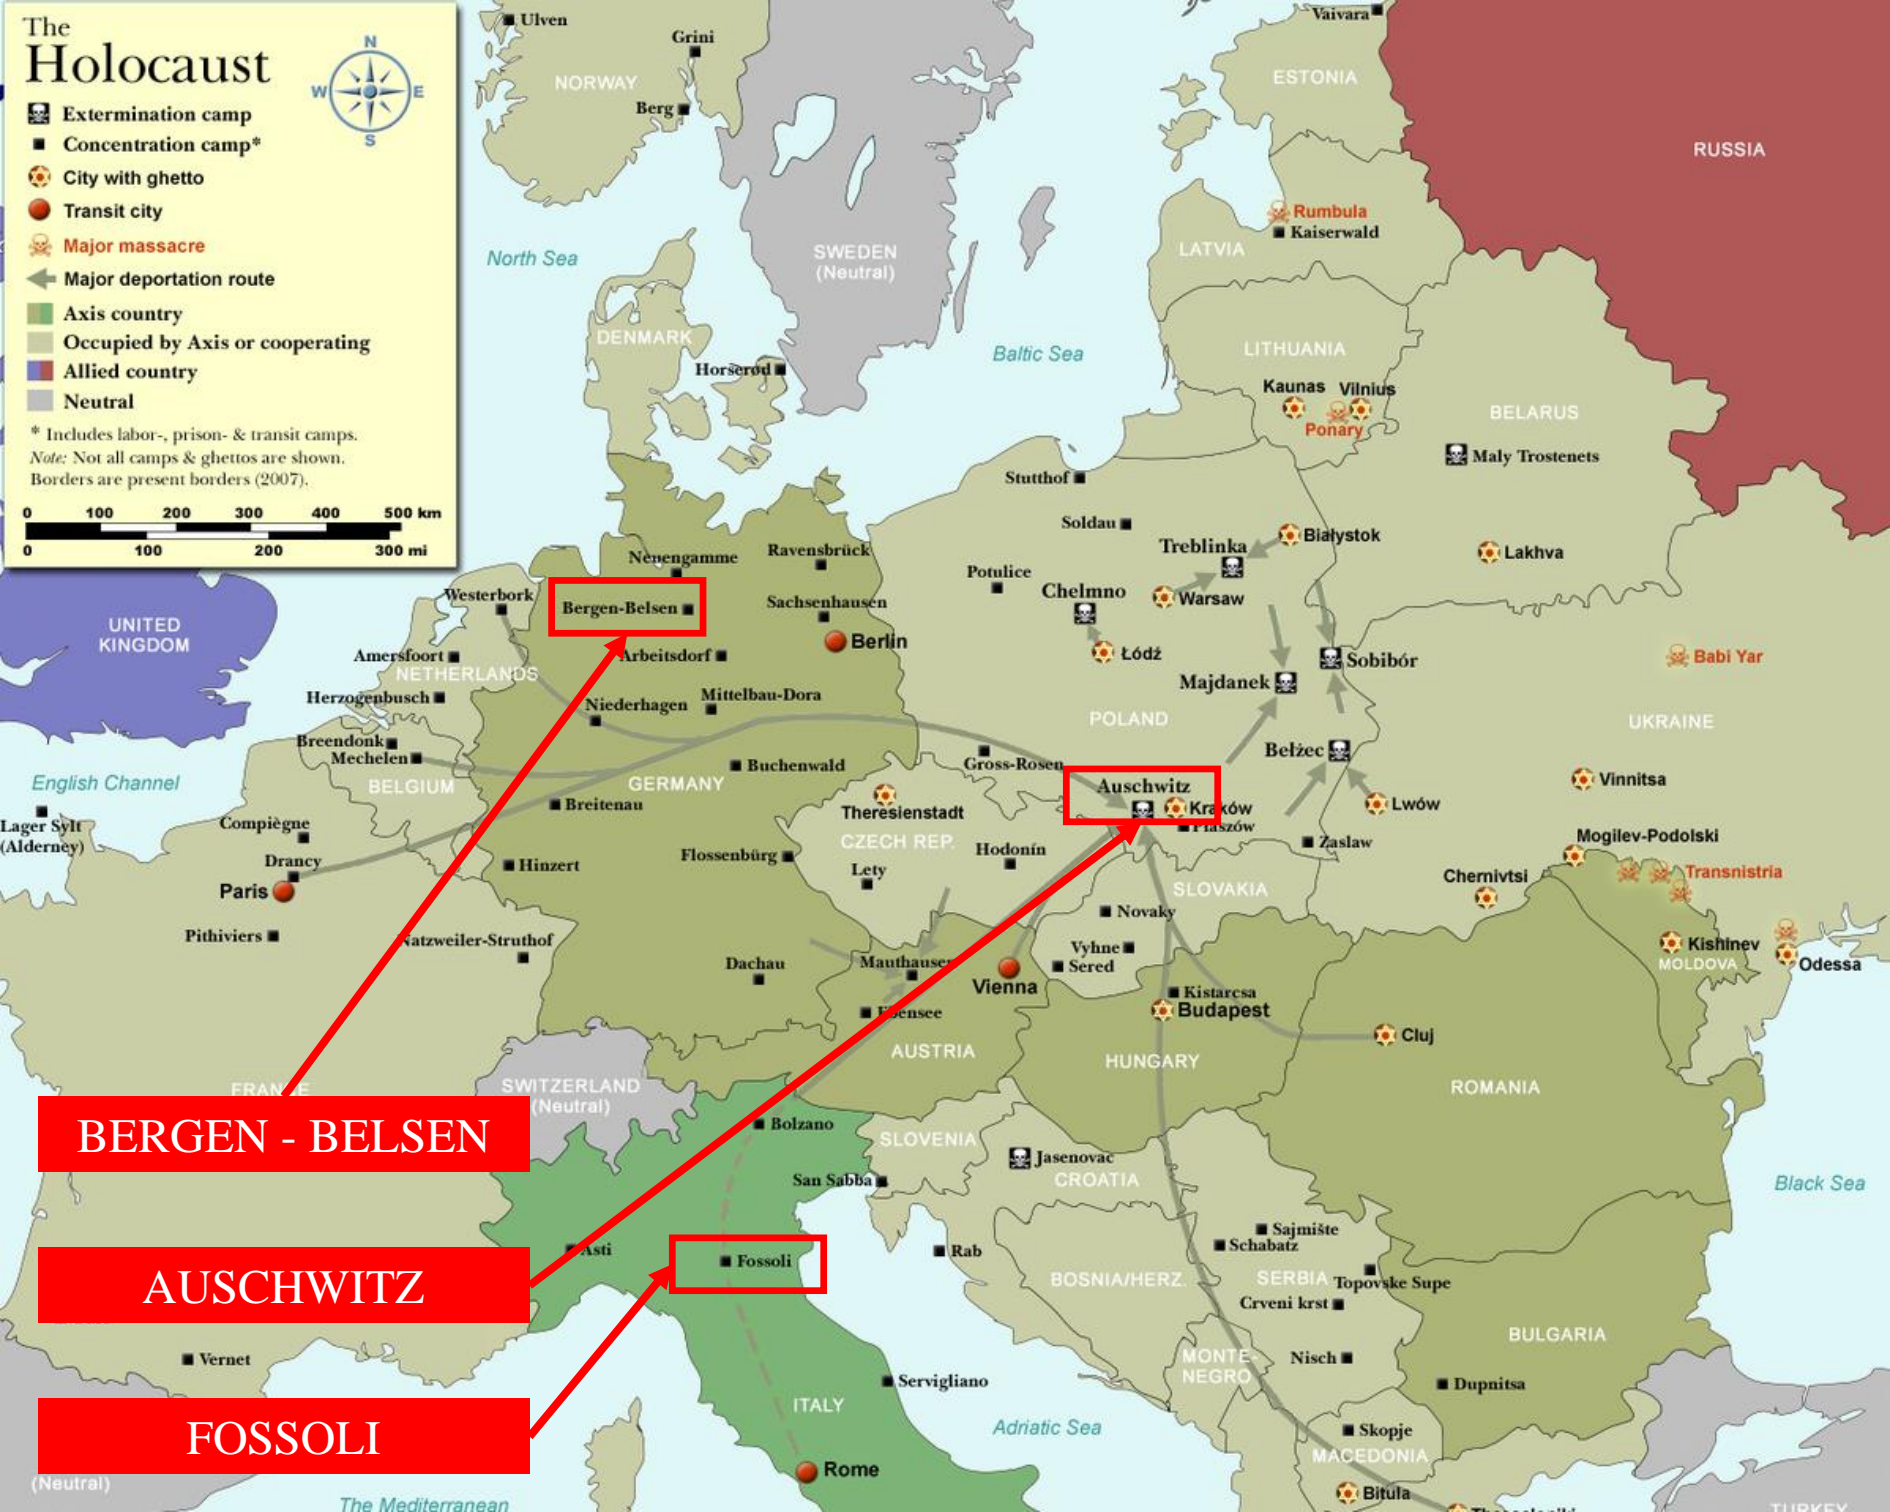 The
Holocaust
N
W
E
S
Extermination camp
Concentration camp*
City with ghetto
Transit city
Major massacre
Major deportation route
Axis country
Occupied by Axis or cooperating
Allied country
Neutral
* Includes labor-, prison- & transit camps.
Note: Not all camps & ghettos are shown.
Borders are present borders (2007).
0 100 200 300 400 500 km
0 100 200 300 mi
Ulven
Grini
NORWAY
Berg
Vaivara
ESTONIA
RUSSIA
Rumbula
Kaiserwald
LATVIA
North Sea
SWEDEN
(Neutral)
DENMARK
Horserød
Baltic Sea
LITHUANIA
Kaunas
Vilnius
Ponary
BELARUS
Maly Trostenets
Stutthof
Soldau
Treblinka
Białystok
Lakhva
Neuengamme
Ravensbrück
Potulice
Chelmno
Warsaw
Westerbork
Bergen-Belsen
Sachsenhausen
Berlin
UNITED
KINGDOM
Amersfoort
NETHERLANDS
Arbeitsdorf
Łódź
Sobibór
Babi Yar
Herzogenbusch
Niederhagen
Mittelbau-Dora
Majdanek
POLAND
UKRAINE
Breendonk
Mechelen
Bełżec
English Channel
BELGIUM
GERMANY
Buchenwald
Gross-Rosen
Auschwitz
Kraków
Płaszów
Vinnitsa
Lwów
Breitenau
Theresienstadt
CZECH REP.
Lager Sylt
(Alderney)
Compiègne
Drancy
Paris
Hinzert
Flossenbürg
Lety
Hodonín
Zaslaw
Mogilev-Podolski
Transnistria
Chernivtsi
SLOVAKIA
Novaky
Pithiviers
Natzweiler-Struthof
Dachau
Mauthausen
Vienna
Vyhne
Sered
Kishinev
MOLDOVA
Odessa
Ebensee
Kistarcsa
Budapest
Cluj
AUSTRIA
HUNGARY
ROMANIA
FRANCE
SWITZERLAND
(Neutral)
BERGEN - BELSEN
Bolzano
SLOVENIA
Jasenovac
CROATIA
San Sabba
Black Sea
AUSCHWITZ
Asti
Fossoli
Rab
BOSNIA/HERZ.
Sajmište
Schabatz
SERBIA
Topovske Supe
Crveni krst
BULGARIA
MONTE-
NEGRO
Nisch
Vernet
Servigliano
Dupnitsa
FOSSOLI
ITALY
Adriatic Sea
Skopje
MACEDONIA
Rome
(Neutral)
The Mediterranean
Bitula
TURKEY